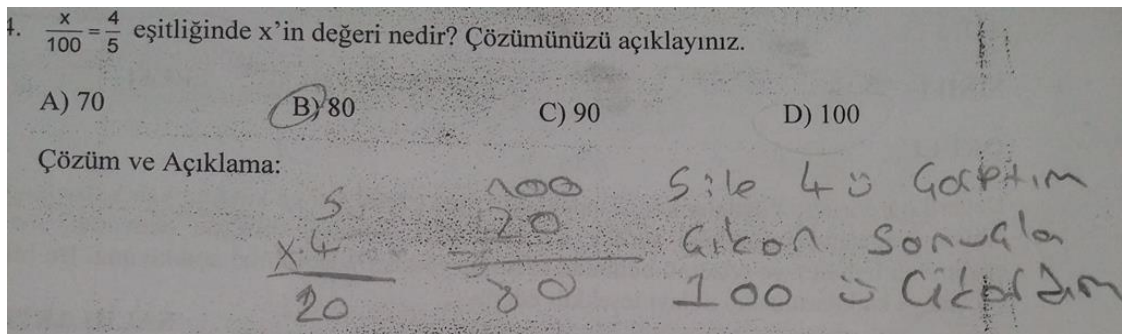 4. x/100 = 4/5 eşitliğinde x'in değeri nedir? Çözümünüzü açıklayınız.
A) 70 B) 80 C) 90 D) 100
Çözüm ve Açıklama:
5
x.4
20
100
20
80
5 ile 4 ü Çarptım
Çıkan Sonuçla
100 ü Çıkardım